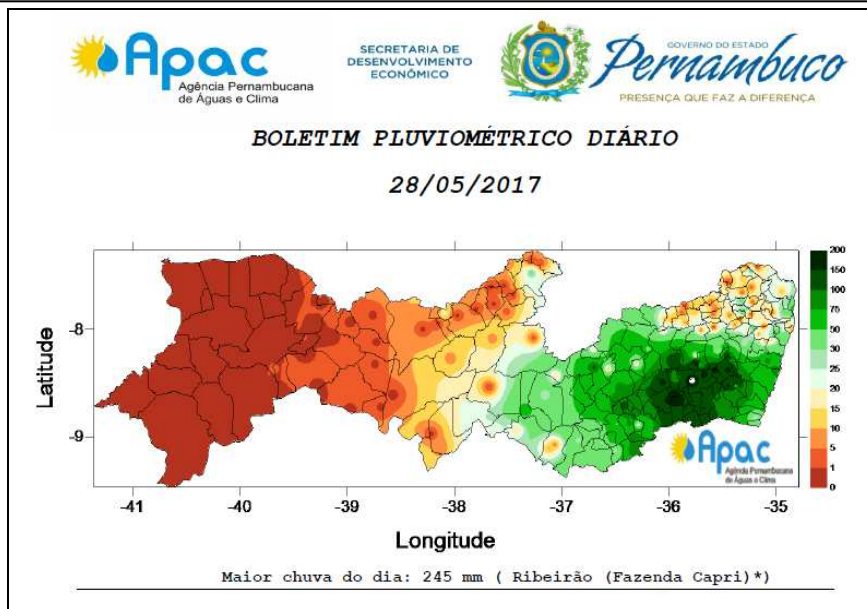 Apac
Agência Pernambucana
de Águas e Clima
SECRETARIA DE
DESENVOLVIMENTO
ECONÔMICO
GOVERNO DO ESTADO
Pernambuco
PRESENÇA QUE FAZ A DIFERENÇA
BOLETIM PLUVIOMÉTRICO DIÁRIO
28/05/2017
Latitude
-8
-9
200
150
100
50
30
25
20
15
10
5
1
0
Apac
Agência Pernambucana
de Águas e Clima
-41
-40
-39
-38
-37
-36
-35
Longitude
Maior chuva do dia: 245 mm ( Ribeirão (Fazenda Capri)*)